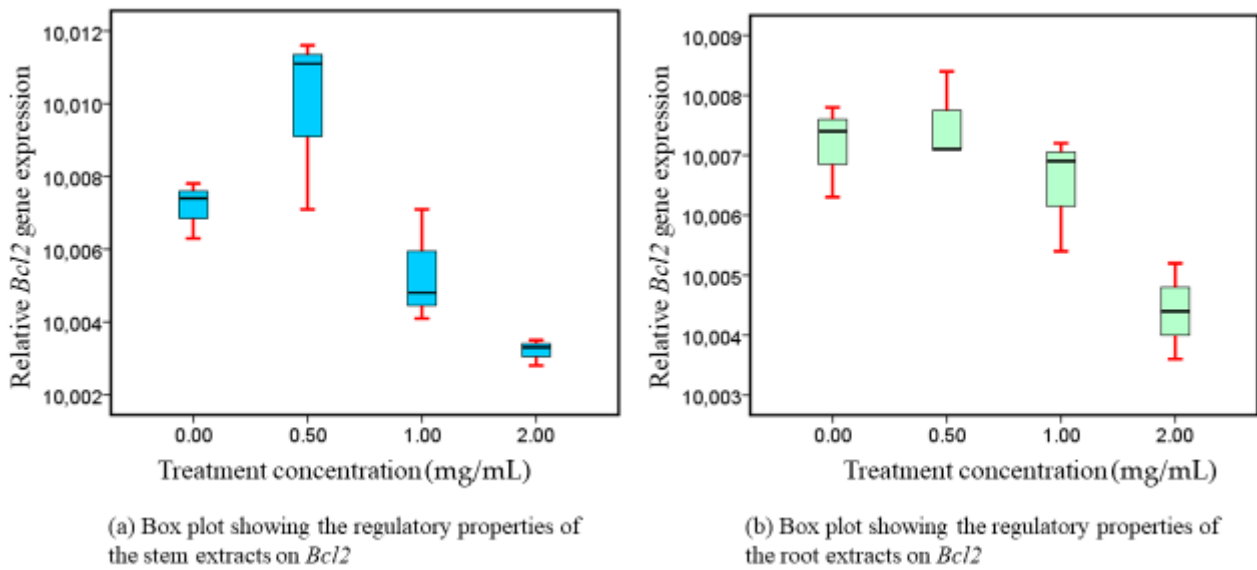 Relative Bcl2 gene expression
10,012
10,010
10,008
10,006
10,004
10,002
0.00 0.50 1.00 2.00
Treatment concentration (mg/mL)
(a) Box plot showing the regulatory properties of
the stem extracts on Bcl2
Relative Bcl2 gene expression
10,009
10,008
10,007
10,006
10,005
10,004
10,003
0.00 0.50 1.00 2.00
Treatment concentration (mg/mL)
(b) Box plot showing the regulatory properties of
the root extracts on Bcl2